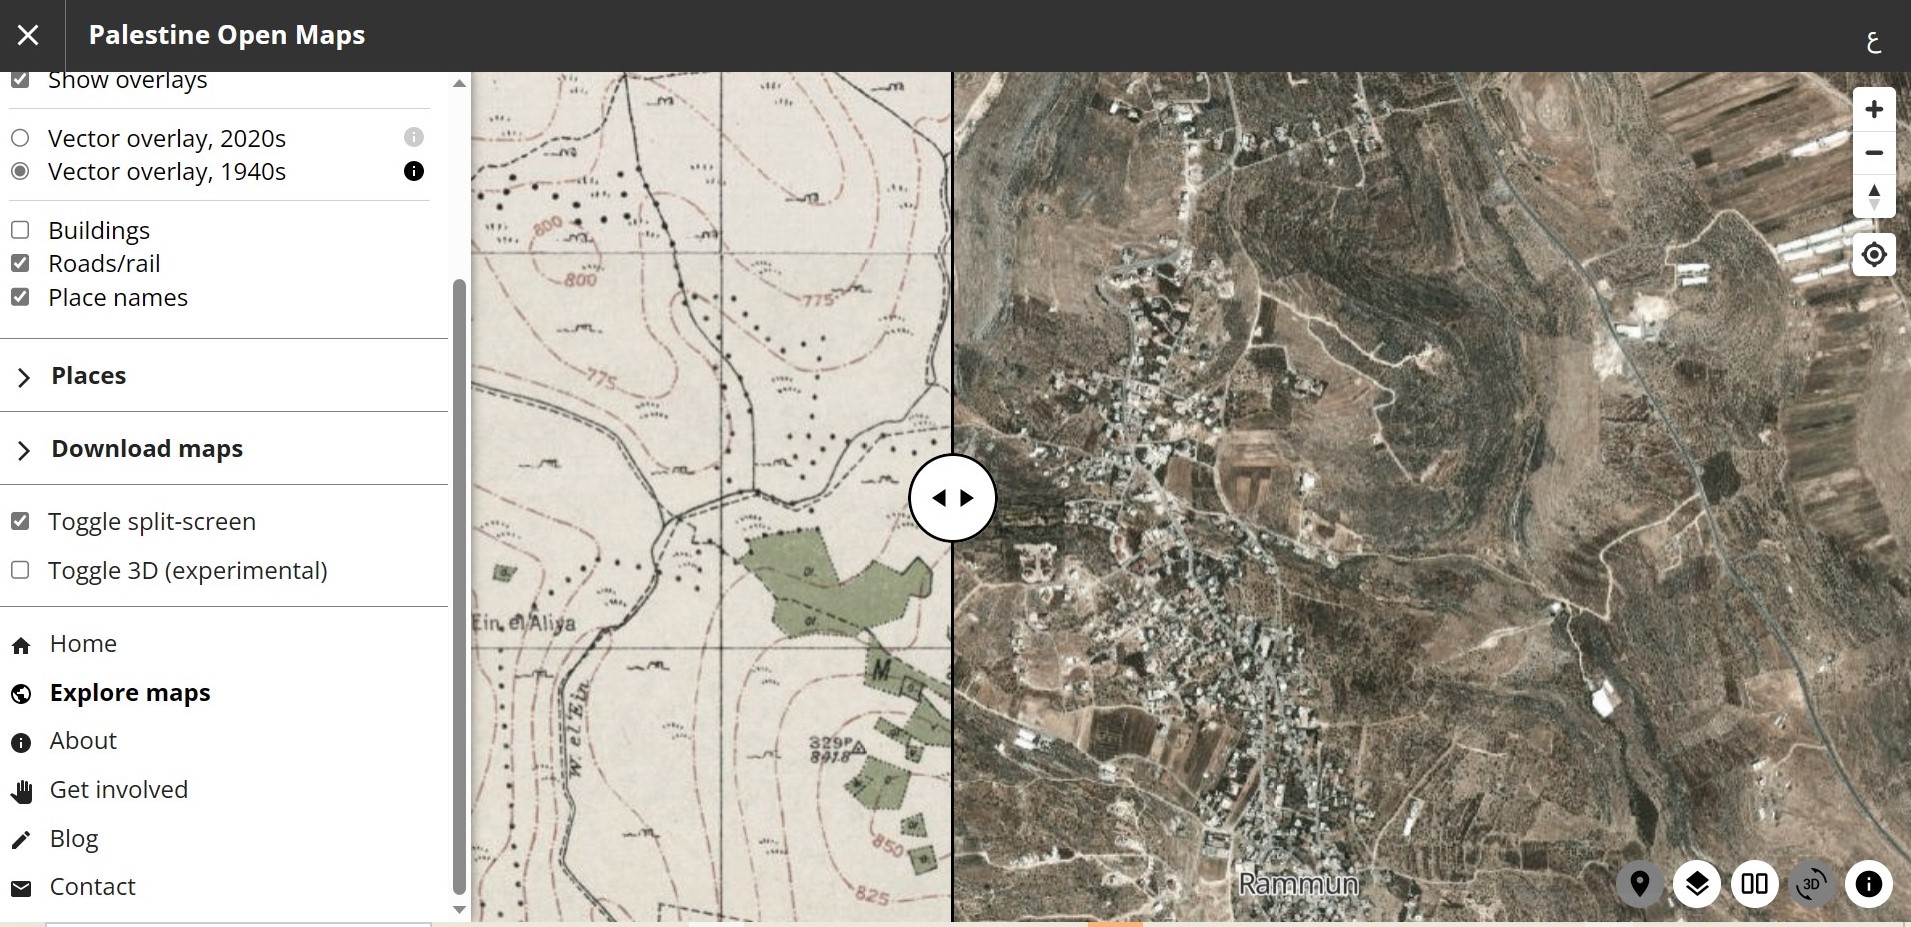 Palestine Open Maps
ع
Show overlays
Vector overlay, 2020s
Vector overlay, 1940s
Buildings
Roads/rail
Place names
Places
Download maps
Toggle split-screen
Toggle 3D (experimental)
Home
Explore maps
About
Get involved
Blog
Contact
800
800
775
775
Ein el 'Aliya
W. el 'Ein
M
329P
841·8
850
825
Rammun
3D